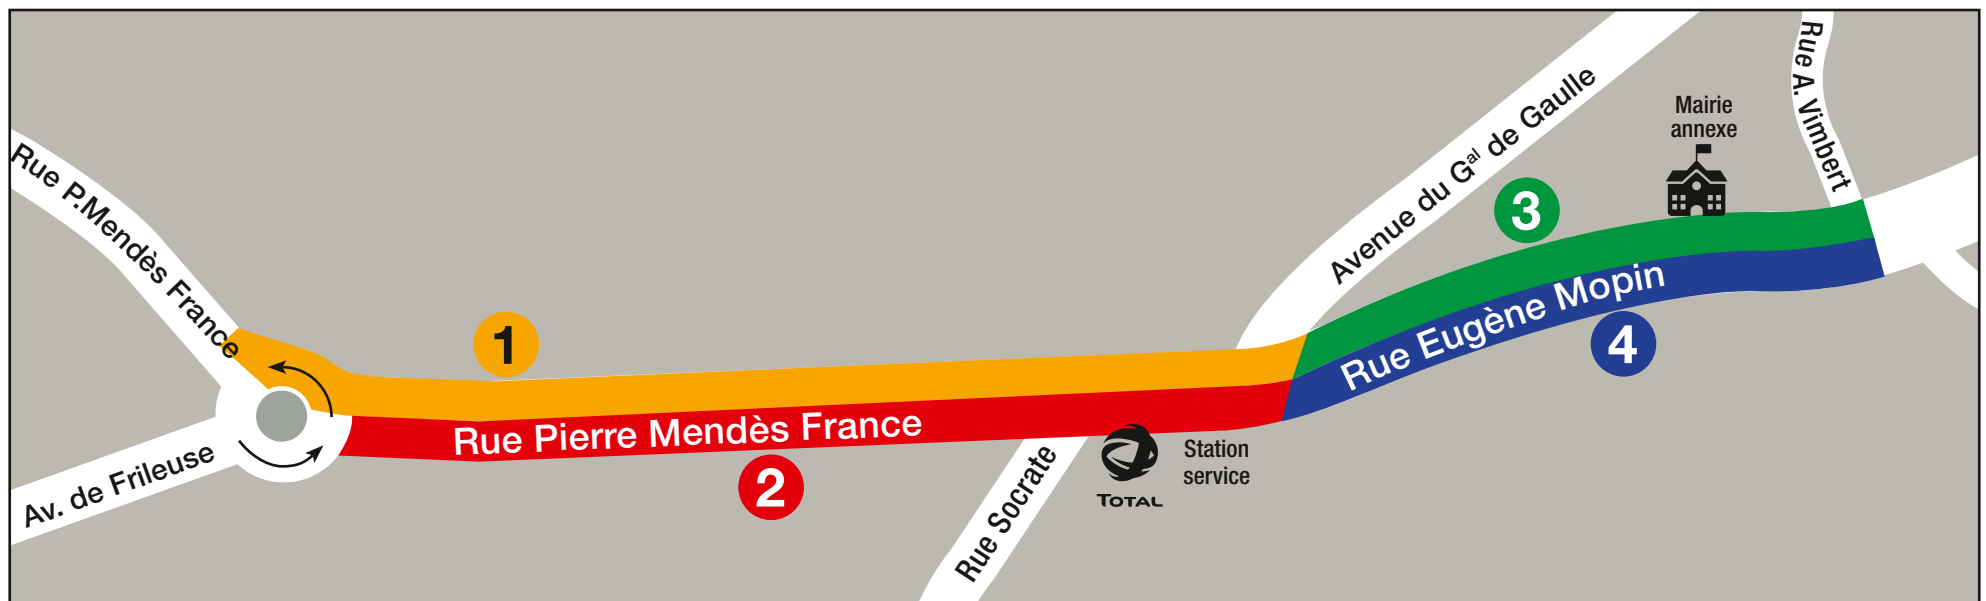 Rue P.Mendès France
Av. de Frileuse
1
Rue Pierre Mendès France
2
Rue Socrate
TOTAL
Station
service
Avenue du Gal de Gaulle
3
Mairie
annexe
Rue A. Vimbert
Rue Eugène Mopin
4